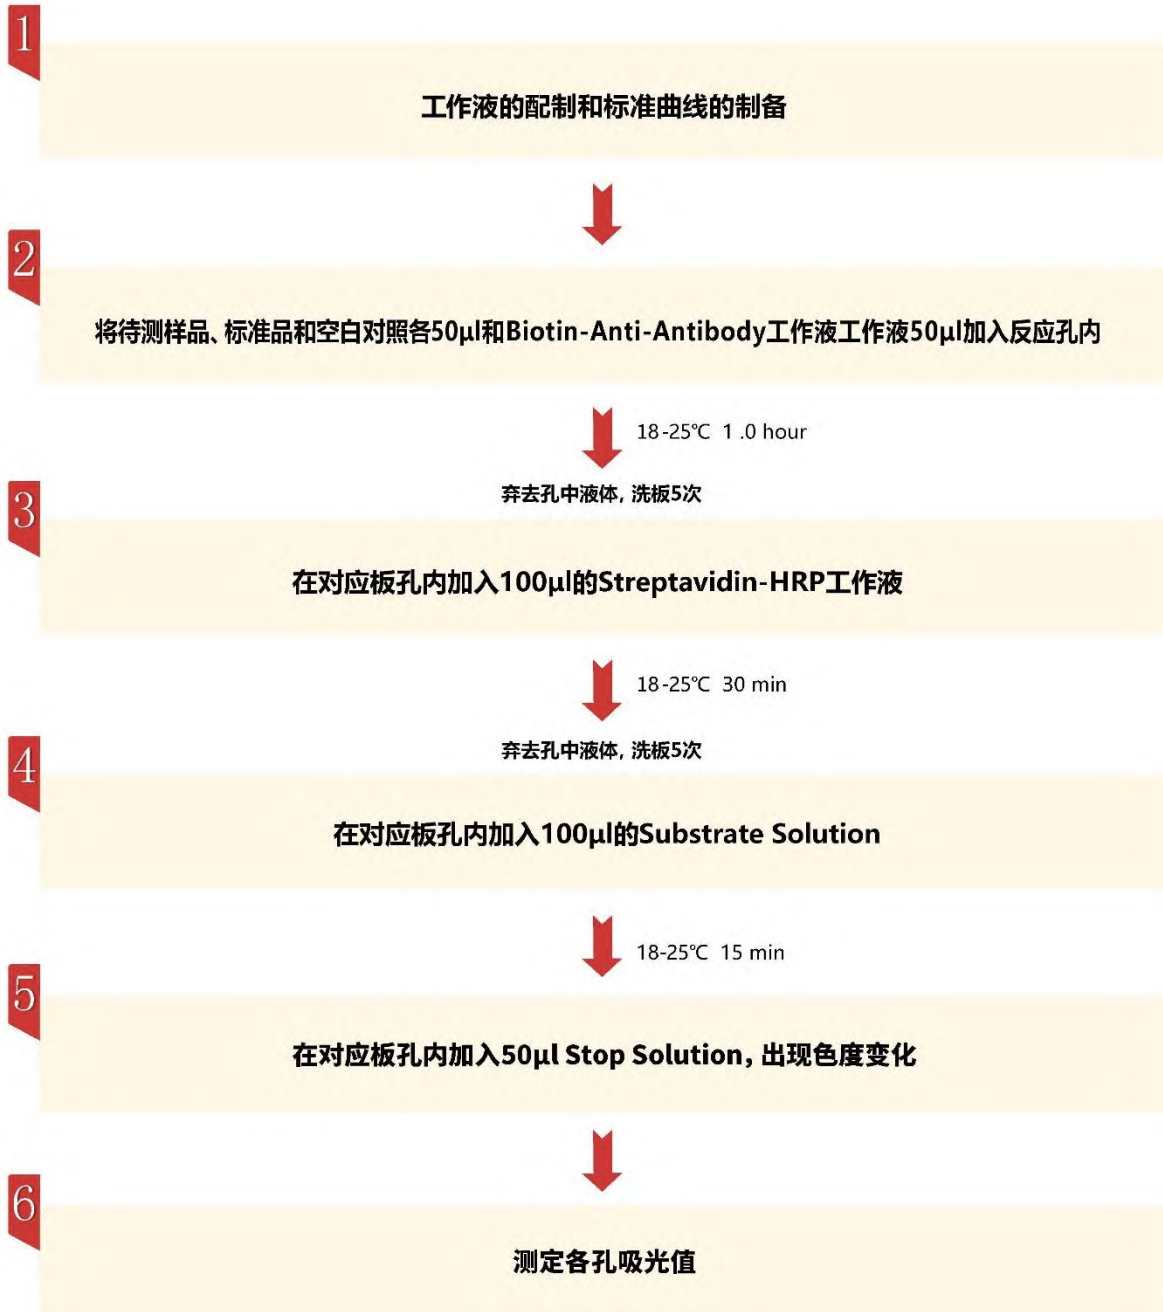 1
工作液的配制和标准曲线的制备
2
将待测样品、标准品和空白对照各50μl和Biotin-Anti-Antibody工作液工作液50μl加入反应孔内
18-25℃ 1 .0 hour
弃去孔中液体, 洗板5次
3
在对应板孔内加入100μl的Streptavidin-HRP工作液
18-25℃ 30 min
弃去孔中液体, 洗板5次
4
在对应板孔内加入100μl的Substrate Solution
18-25℃ 15 min
5
在对应板孔内加入50μl Stop Solution, 出现色度变化
6
测定各孔吸光值